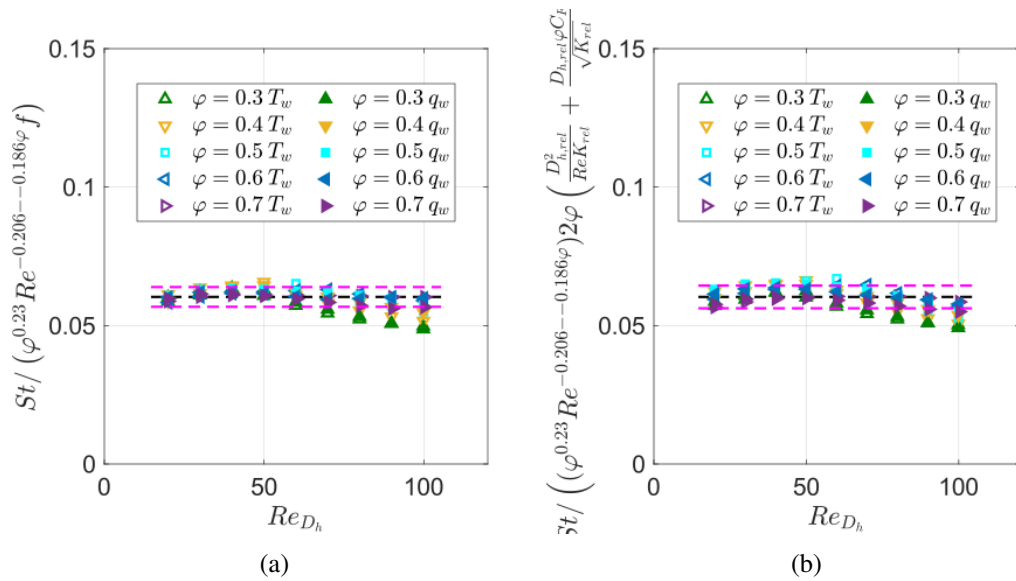 St/ (φ^0.23 Re^−0.206−−0.186φ f)
0.15
0.1
0.05
0
φ = 0.3 T_w φ = 0.3 q_w
φ = 0.4 T_w φ = 0.4 q_w
φ = 0.5 T_w φ = 0.5 q_w
φ = 0.6 T_w φ = 0.6 q_w
φ = 0.7 T_w φ = 0.7 q_w
0 50 100
Re_D_h
(a)
St/ ((φ^0.23 Re^−0.206−−0.186φ)2φ (D_h,rel^2/ReK_rel + D_h,rel φC/√K_rel
0.15
0.1
0.05
0
φ = 0.3 T_w φ = 0.3 q_w
φ = 0.4 T_w φ = 0.4 q_w
φ = 0.5 T_w φ = 0.5 q_w
φ = 0.6 T_w φ = 0.6 q_w
φ = 0.7 T_w φ = 0.7 q_w
0 50 100
Re_D_h
(b)